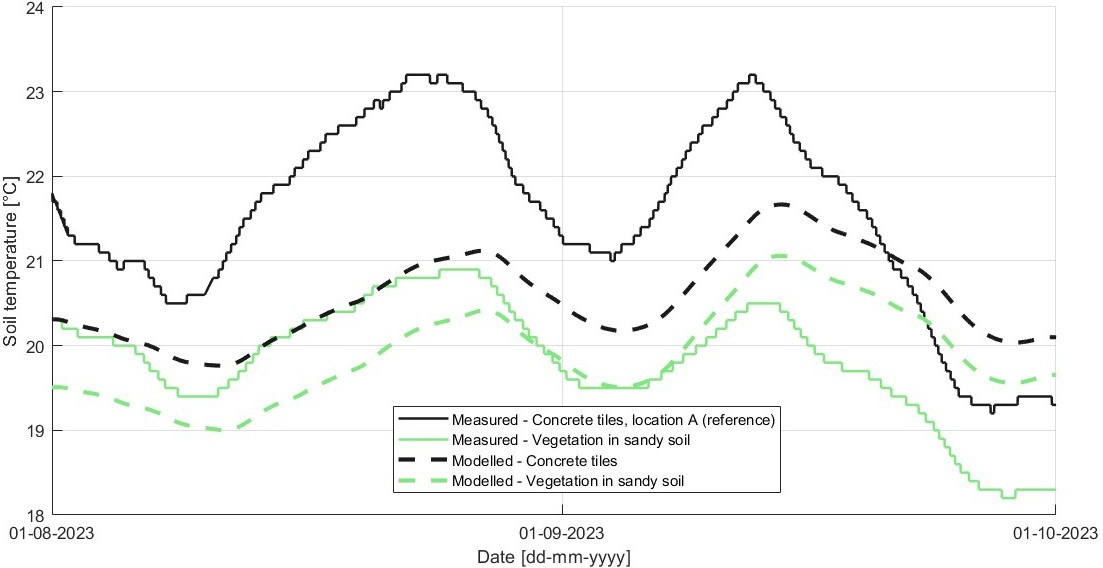 24
23
22
21
20
19
18
Soil temperature [°C]
Measured - Concrete tiles, location A (reference)
Measured - Vegetation in sandy soil
Modelled - Concrete tiles
Modelled - Vegetation in sandy soil
01-08-2023
01-09-2023
01-10-2023
Date [dd-mm-yyyy]